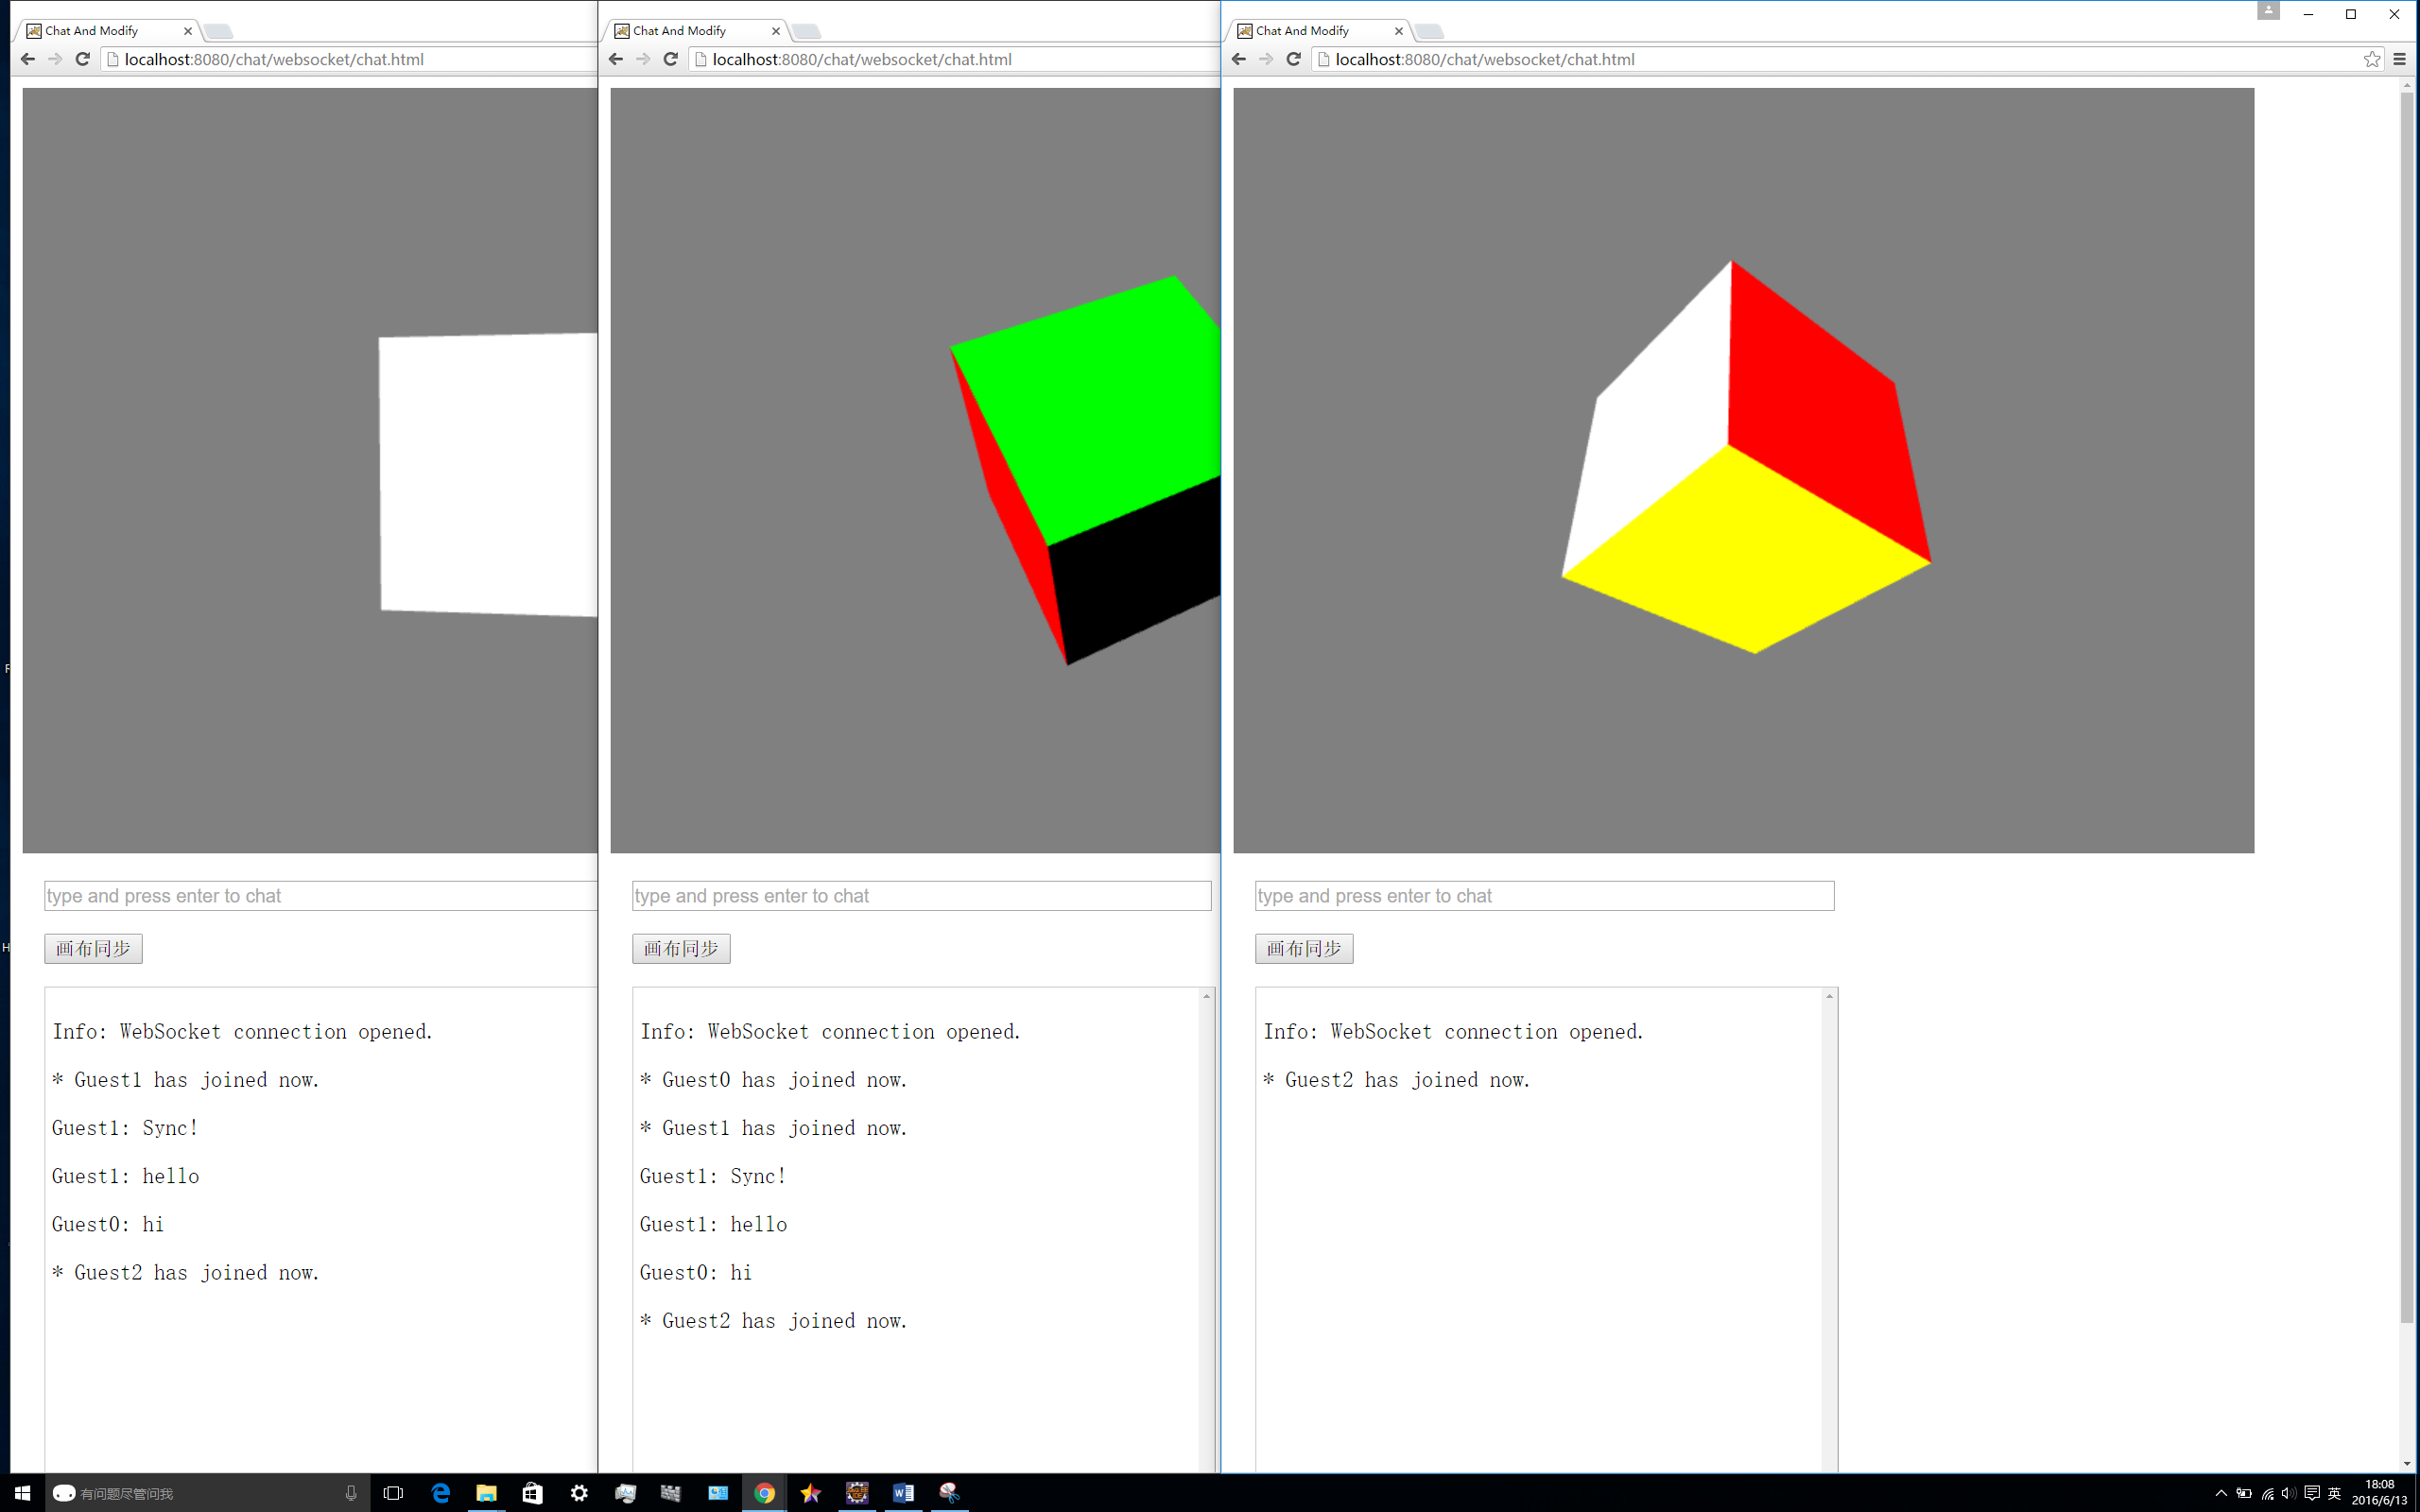 Chat And Modify
localhost:8080/chat/websocket/chat.html
type and press enter to chat
画布同步
Info: WebSocket connection opened.
* Guest1 has joined now.
Guest1: Sync!
Guest1: hello
Guest0: hi
* Guest2 has joined now.
Chat And Modify
localhost:8080/chat/websocket/chat.html
type and press enter to chat
画布同步
Info: WebSocket connection opened.
* Guest0 has joined now.
* Guest1 has joined now.
Guest1: Sync!
Guest1: hello
Guest0: hi
* Guest2 has joined now.
Chat And Modify
localhost:8080/chat/websocket/chat.html
type and press enter to chat
画布同步
Info: WebSocket connection opened.
* Guest2 has joined now.
有问题尽管问我
英
18:08
2016/6/13